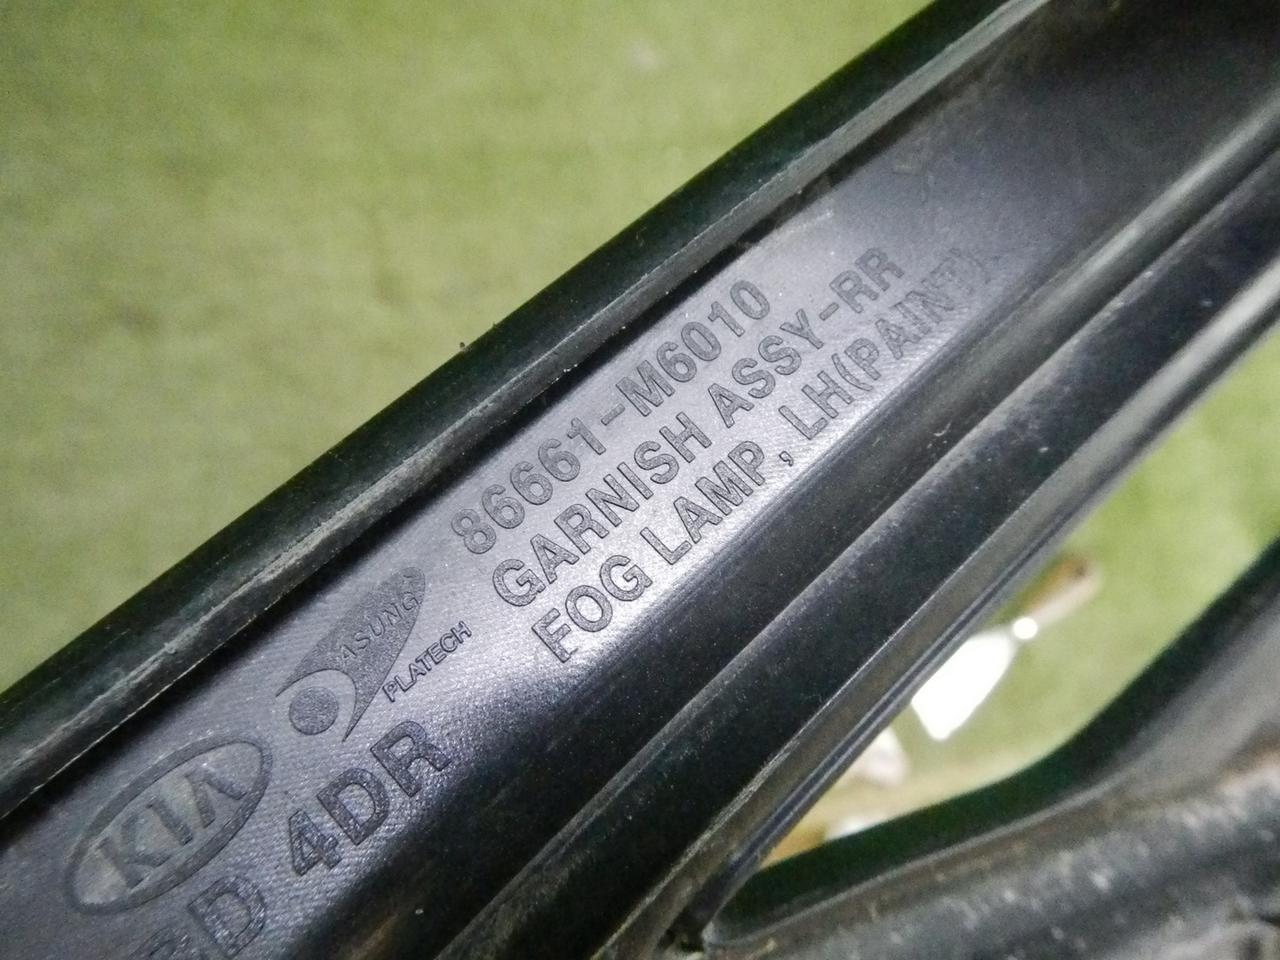 86661-M6010
GARNISH ASSY-RR
FOG LAMP, LH(PAINT)
ASUNG
PLATECH
KIA
4DR